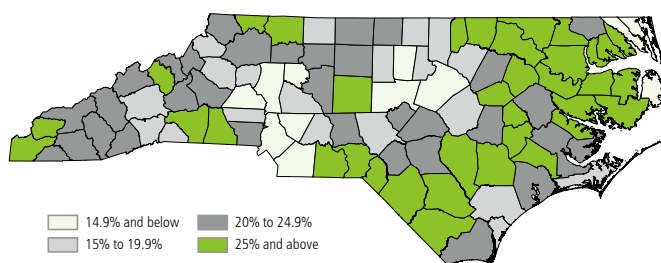 14.9% and below
20% to 24.9%
15% to 19.9%
25% and above